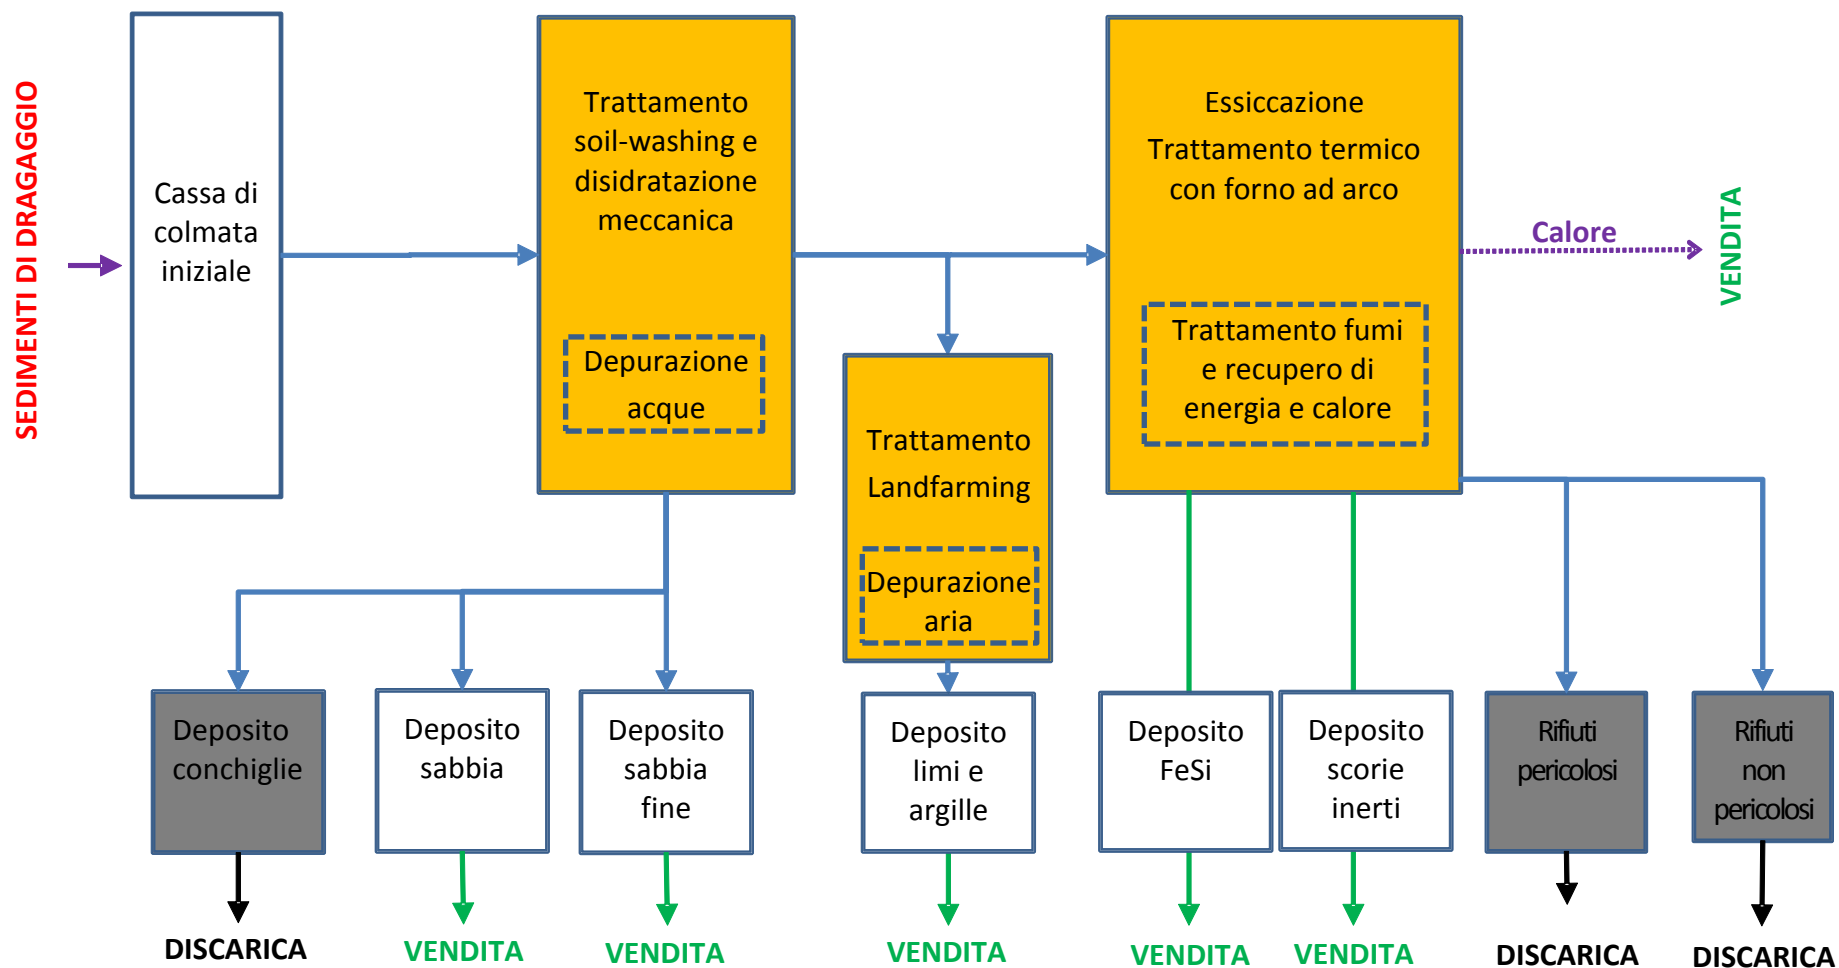 SEDIMENTI DI DRAGAGGIO
Cassa di
colmata
iniziale
Trattamento
soil-washing e
disidratazione
meccanica
Depurazione
acque
Trattamento
Landfarming
Depurazione
aria
Essiccazione
Trattamento termico
con forno ad arco
Trattamento fumi
e recupero di
energia e calore
Calore
VENDITA
Deposito
conchiglie
Deposito
sabbia
Deposito
sabbia
fine
Deposito
limi e
argille
Deposito
FeSi
Deposito
scorie
inerti
Rifiuti
pericolosi
Rifiuti
non
pericolosi
DISCARICA
VENDITA
VENDITA
VENDITA
VENDITA
VENDITA
DISCARICA
DISCARICA